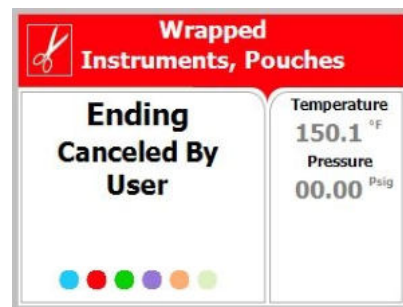 Wrapped
Instruments, Pouches
Ending
Canceled By
User
Temperature
150.1 °F
Pressure
00.00 Psig